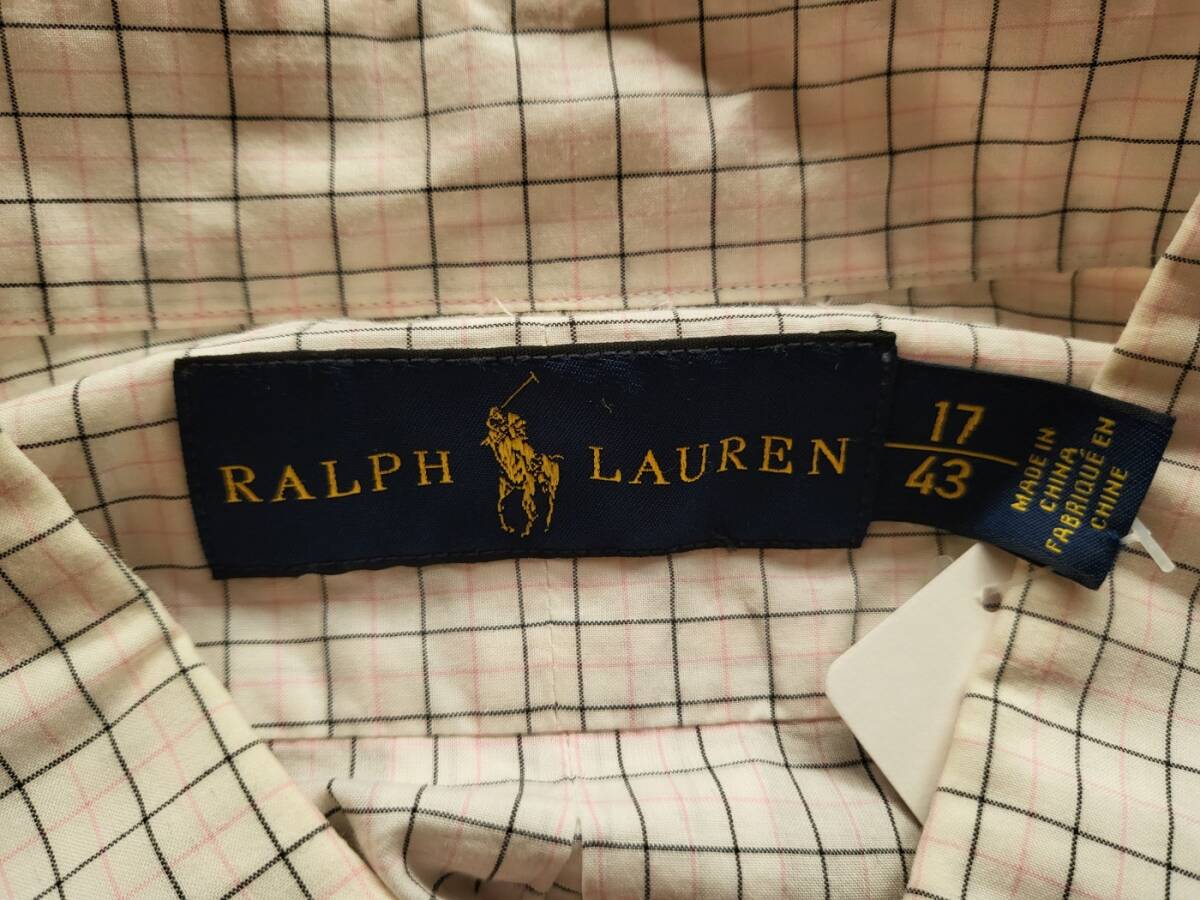 RALPH LAUREN
17
43
MADE IN
CHINA
FABRIQUÉ EN
CHINE